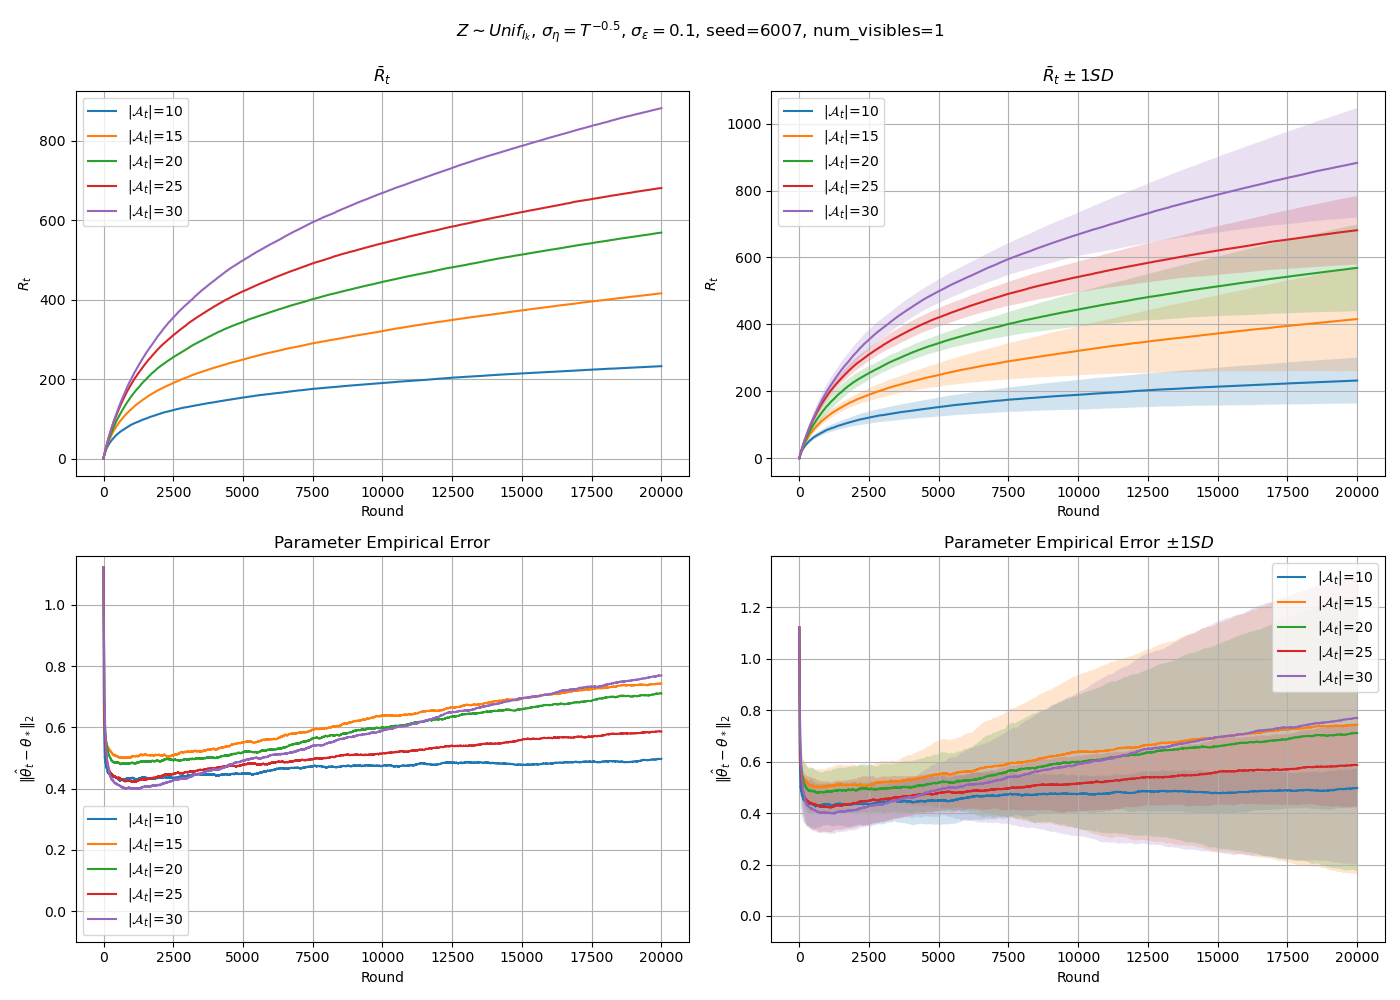 Z ∼ Unif_{I_k}, σ_η = T^{−0.5}, σ_ε = 0.1, seed=6007, num_visibles=1
R̄_t
R_t
800
600
400
200
0
|𝒜_t|=10
|𝒜_t|=15
|𝒜_t|=20
|𝒜_t|=25
|𝒜_t|=30
0 2500 5000 7500 10000 12500 15000 17500 20000
Round
R̄_t ± 1SD
R_t
1000
800
600
400
200
0
|𝒜_t|=10
|𝒜_t|=15
|𝒜_t|=20
|𝒜_t|=25
|𝒜_t|=30
0 2500 5000 7500 10000 12500 15000 17500 20000
Round
Parameter Empirical Error
‖θ̂_t − θ_*‖_2
1.0
0.8
0.6
0.4
0.2
0.0
|𝒜_t|=10
|𝒜_t|=15
|𝒜_t|=20
|𝒜_t|=25
|𝒜_t|=30
0 2500 5000 7500 10000 12500 15000 17500 20000
Round
Parameter Empirical Error ±1SD
‖θ̂_t − θ_*‖_2
1.2
1.0
0.8
0.6
0.4
0.2
0.0
|𝒜_t|=10
|𝒜_t|=15
|𝒜_t|=20
|𝒜_t|=25
|𝒜_t|=30
0 2500 5000 7500 10000 12500 15000 17500 20000
Round